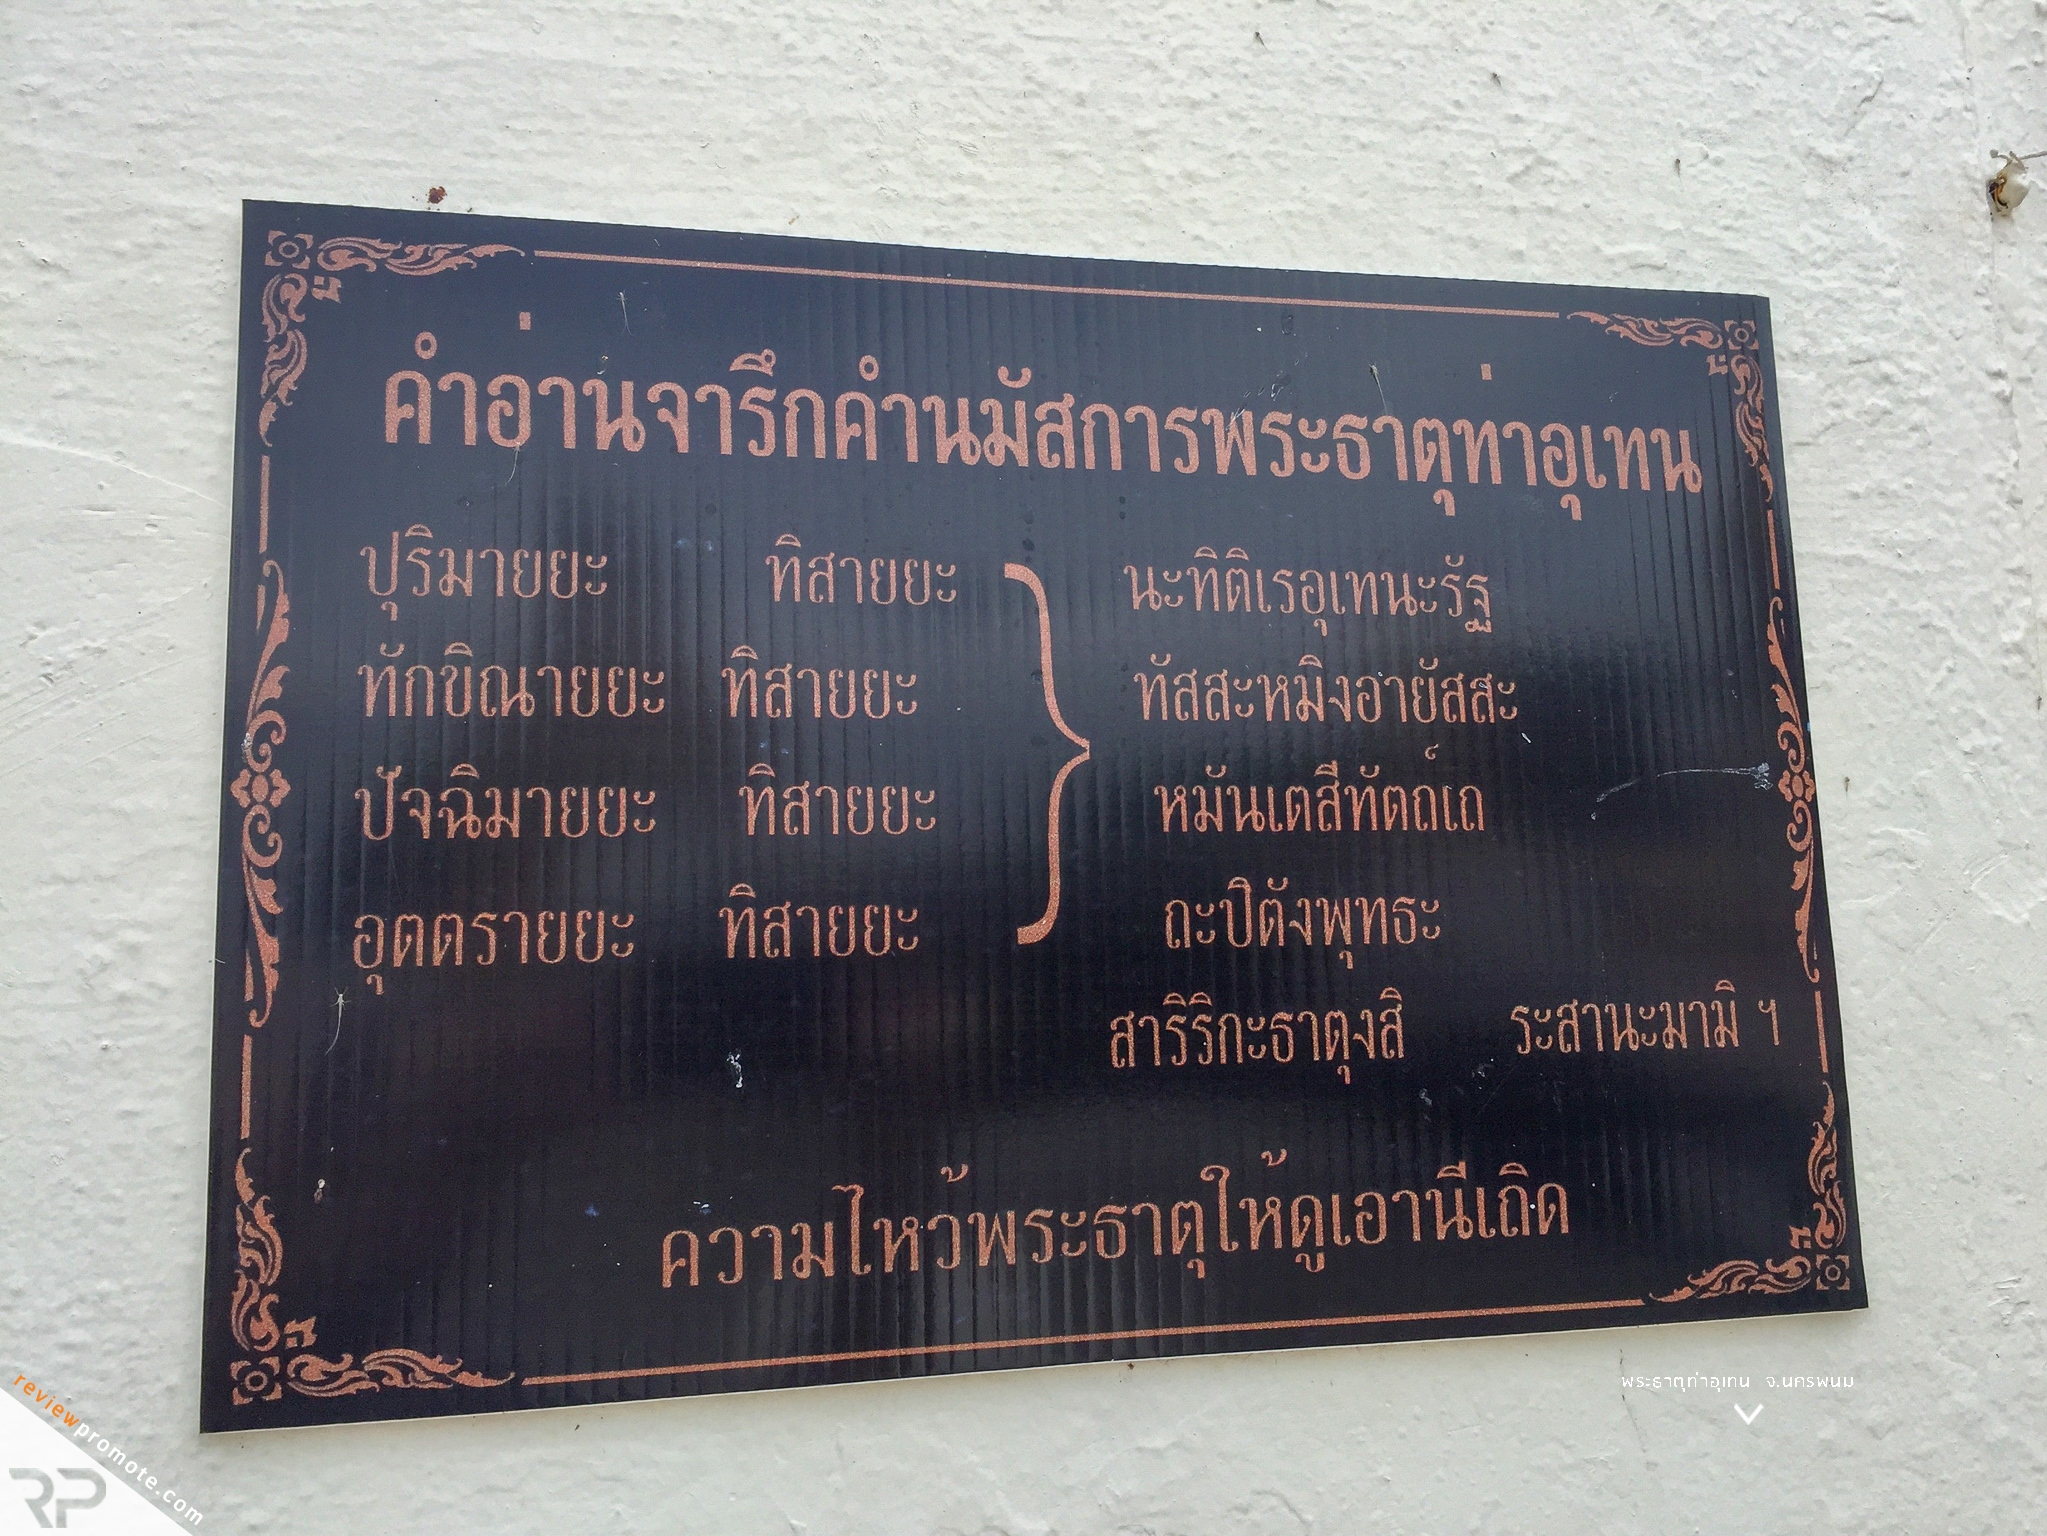 คำอ่านจารึกคำนมัสการพระธาตุท่าอุเทน
ปุริมายยะ ทิสายยะ } นะทิติเรอุเทนะรัฐ
ทักขิณายยะ ทิสายยะ ทัสสะหมิงอายัสสะ
ปัจฉิมายยะ ทิสายยะ หมันเตสีทัตถ์เถ
อุตตรายยะ ทิสายยะ ถะปิตังพุทธะ
สาริริกะธาตุงสิ ระสานะมามิ ฯ
ความไหว้พระธาตุให้ดูเอานีเถิด
พระธาตุท่าอุเทน จ.นครพนม
reviewpromote.com
RP